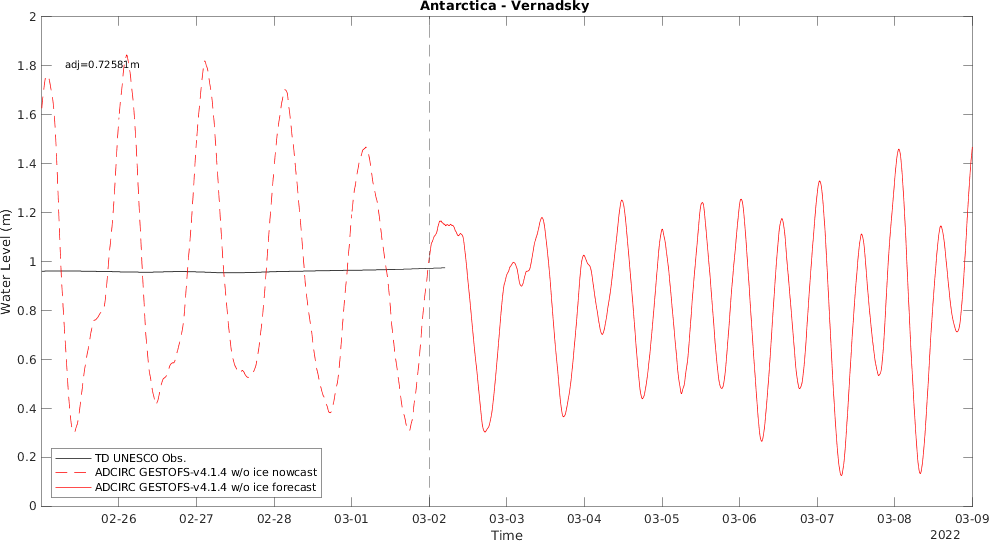 Antarctica - Vernadsky
adj=0.72581m
Water Level (m)
2
1.8
1.6
1.4
1.2
1
0.8
0.6
0.4
0.2
0
TD UNESCO Obs.
ADCIRC GESTOFS-v4.1.4 w/o ice nowcast
ADCIRC GESTOFS-v4.1.4 w/o ice forecast
02-26 02-27 02-28 03-01 03-02 03-03 03-04 03-05 03-06 03-07 03-08 03-09
Time
2022